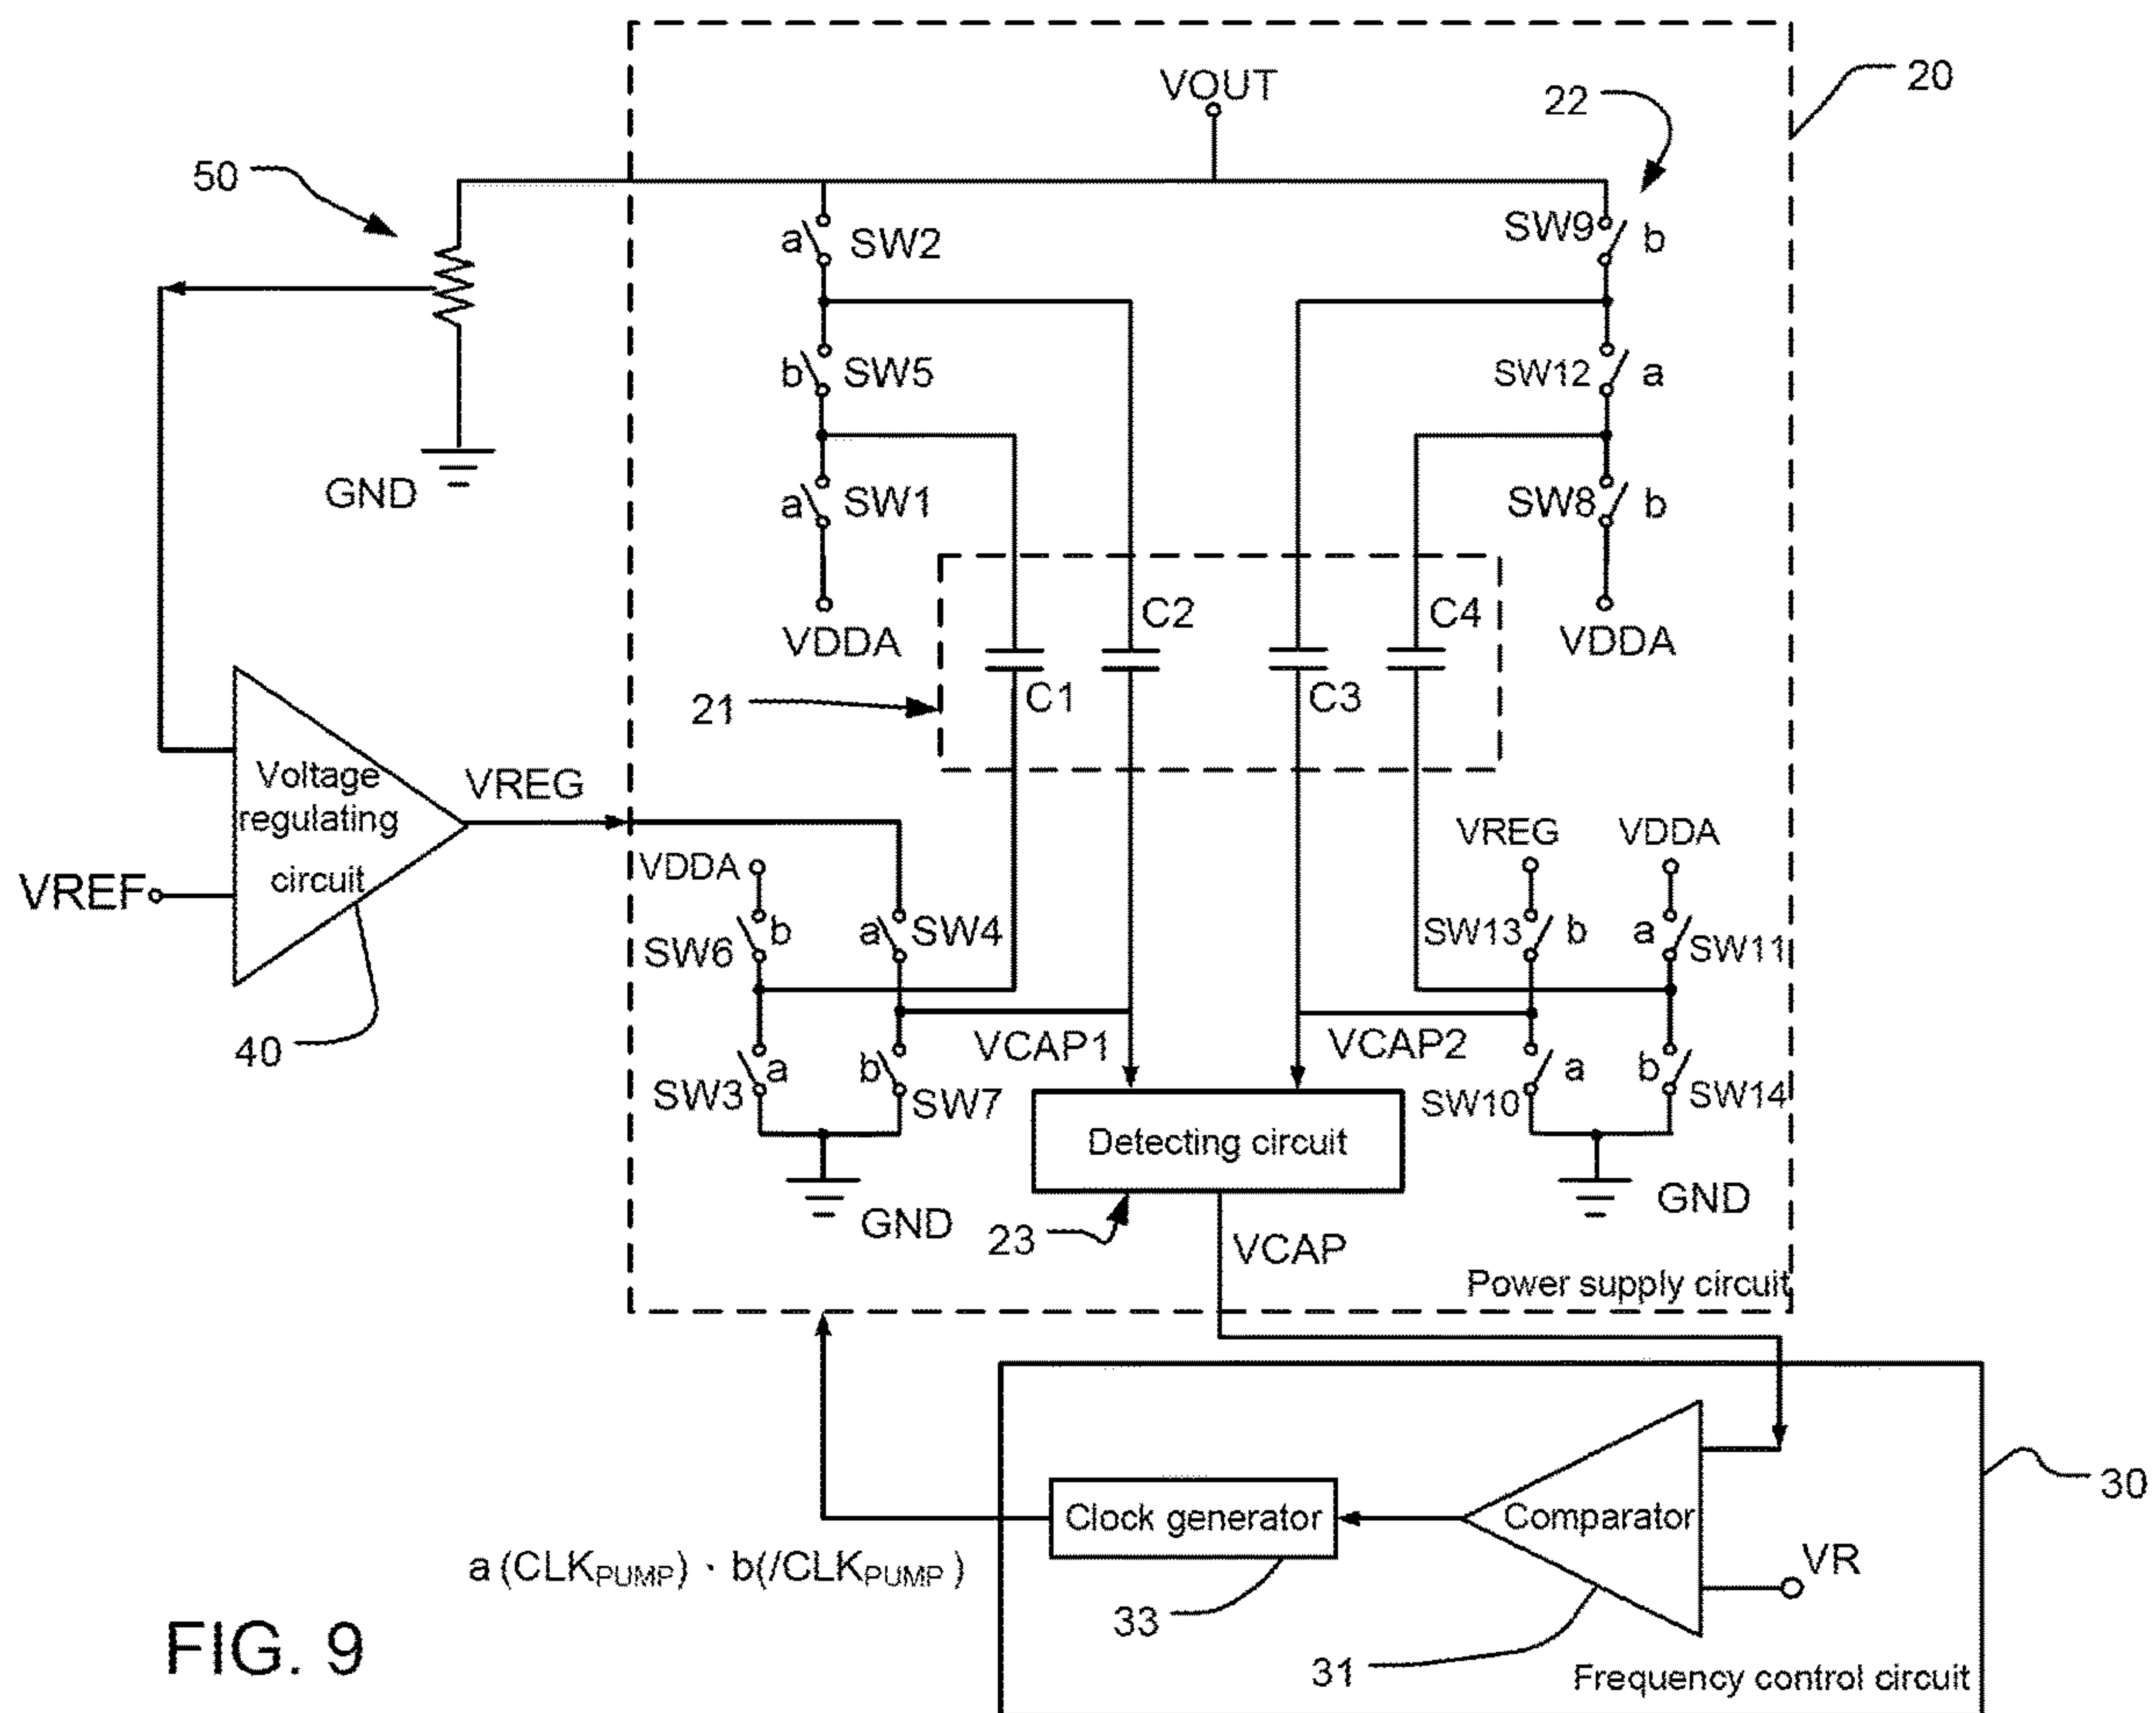 20
VOUT
22
50
a SW2
SW9 b
b SW5
SW12 a
GND
a SW1
SW8 b
VDDA
C2
C4
VDDA
21
C1
C3
Voltage
regulating
circuit
VREG
VREF
VDDA
VREG
VDDA
SW6 b
a SW4
SW13 b
a SW11
40
VCAP1
VCAP2
SW3 a
b SW7
SW10 a
b SW14
Detecting circuit
GND
23
VCAP
GND
Power supply circuit
30
Clock generator
Comparator
a (CLKPUMP) 、 b(/CLKPUMP )
VR
33
31
Frequency control circuit
FIG. 9